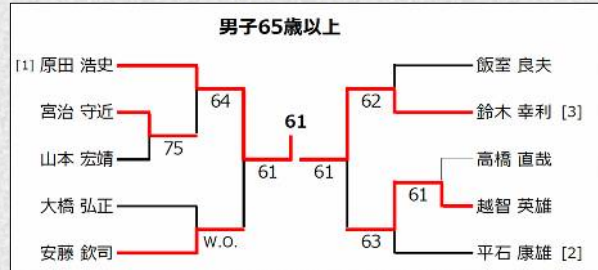 男子65歳以上
[1] 原田 浩史
宮治 守近
山本 宏靖
大橋 弘正
安藤 欽司
64
75
W.O.
61
61
61
62
61
63
飯室 良夫
鈴木 幸利 [3]
高橋 直哉
越智 英雄
平石 康雄 [2]